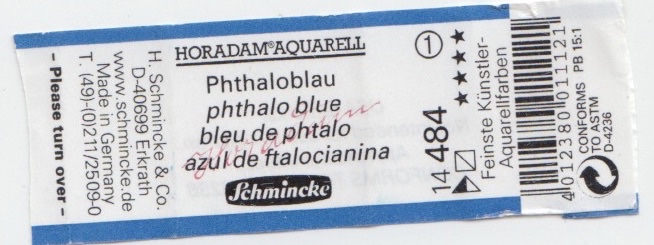 – Please turn over –
H. Schmincke & Co.
D-40699 Erkrath
www.schmincke.de
Made in Germany
T. (49)-(0)211/2509-0
HORADAM®AQUARELL
Phthaloblau
phthalo blue
bleu de phtalo
azul de ftalocianina
Horadam
Schmincke
1
14 484 ★★★★
Feinste Künstler-
Aquarellfarben
4 012380 011121
CONFORMS PB 15:1
TO ASTM
D-4236